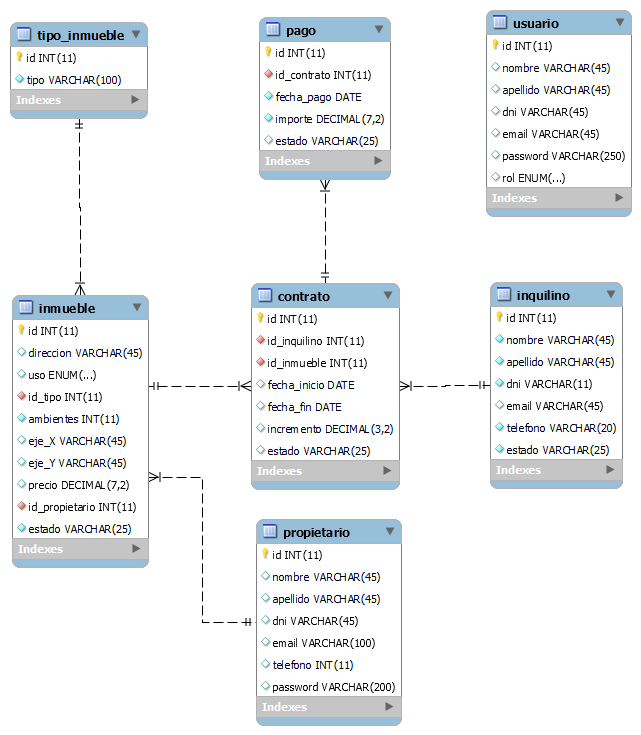 tipo_inmueble
id INT(11)
tipo VARCHAR(100)
Indexes
pago
id INT(11)
id_contrato INT(11)
fecha_pago DATE
importe DECIMAL(7,2)
estado VARCHAR(25)
Indexes
usuario
id INT(11)
nombre VARCHAR(45)
apellido VARCHAR(45)
dni VARCHAR(45)
email VARCHAR(45)
password VARCHAR(250)
rol ENUM(...)
Indexes
inmueble
id INT(11)
direccion VARCHAR(45)
uso ENUM(...)
id_tipo INT(11)
ambientes INT(11)
eje_X VARCHAR(45)
eje_Y VARCHAR(45)
precio DECIMAL(7,2)
id_propietario INT(11)
estado VARCHAR(25)
Indexes
contrato
id INT(11)
id_inquilino INT(11)
id_inmueble INT(11)
fecha_inicio DATE
fecha_fin DATE
incremento DECIMAL(3,2)
estado VARCHAR(25)
Indexes
inquilino
id INT(11)
nombre VARCHAR(45)
apellido VARCHAR(45)
dni VARCHAR(11)
email VARCHAR(45)
telefono VARCHAR(20)
estado VARCHAR(25)
Indexes
propietario
id INT(11)
nombre VARCHAR(45)
apellido VARCHAR(45)
dni VARCHAR(45)
email VARCHAR(100)
telefono INT(11)
password VARCHAR(200)
Indexes